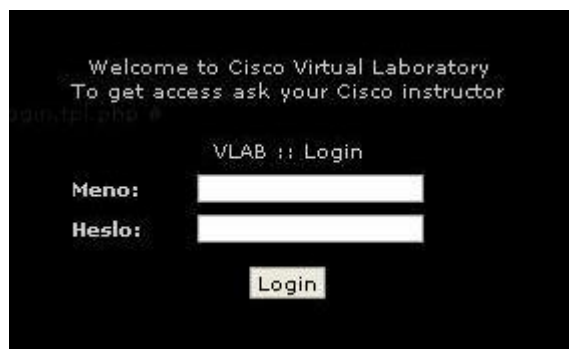 Welcome to Cisco Virtual Laboratory
To get access ask your Cisco instructor
VLAB :: Login
Meno:
Heslo:
Login